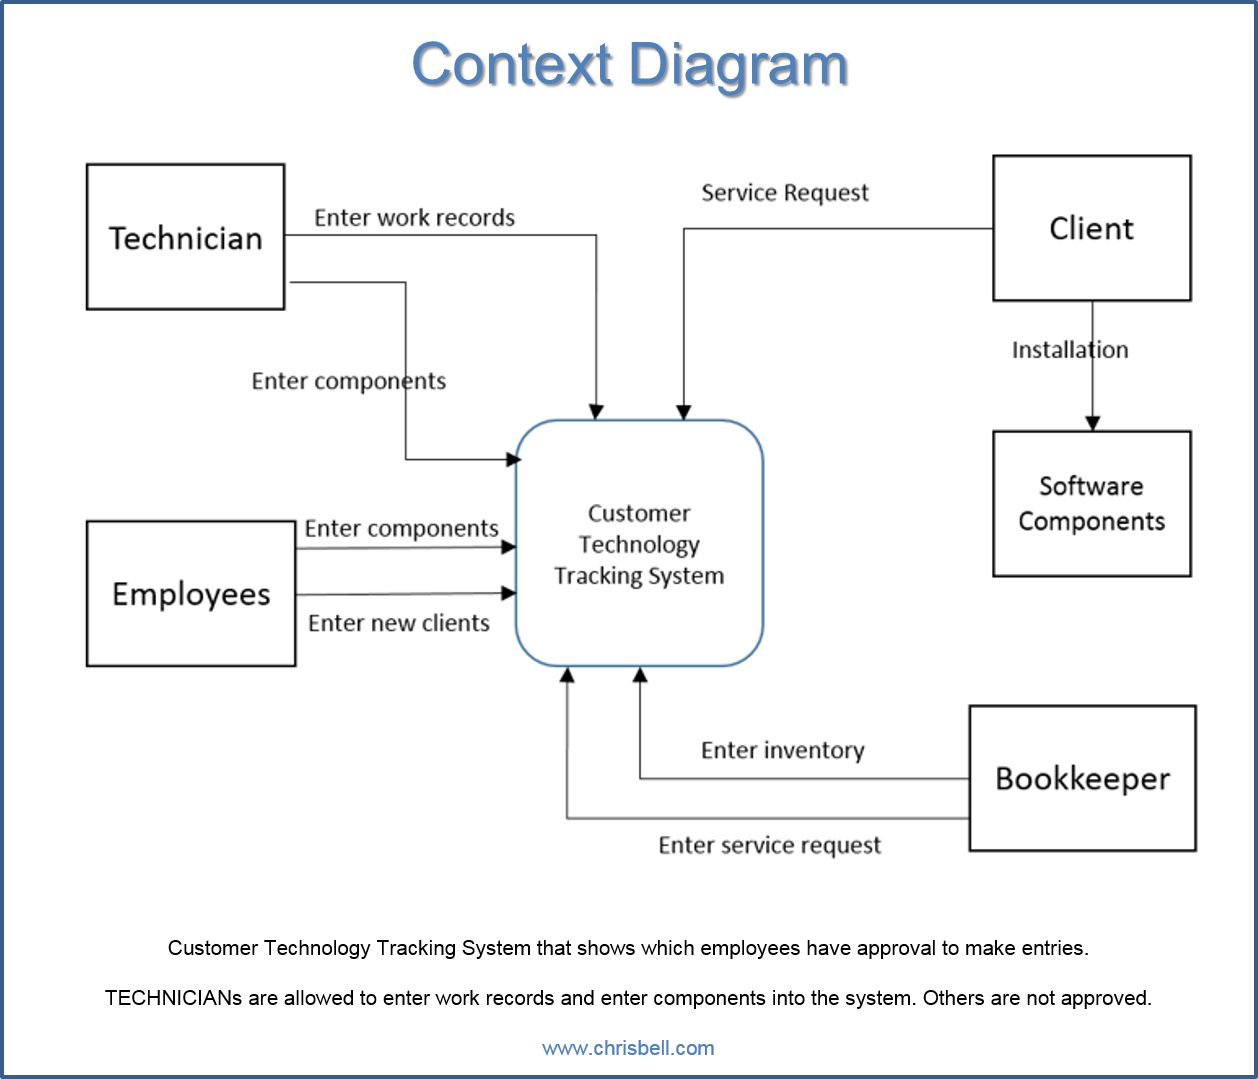 Context Diagram
Technician
Enter work records
Service Request
Client
Enter components
Installation
Software
Components
Customer
Technology
Tracking System
Employees
Enter components
Enter new clients
Enter inventory
Bookkeeper
Enter service request
Customer Technology Tracking System that shows which employees have approval to make entries.
TECHNICIANs are allowed to enter work records and enter components into the system. Others are not approved.
www.chrisbell.com